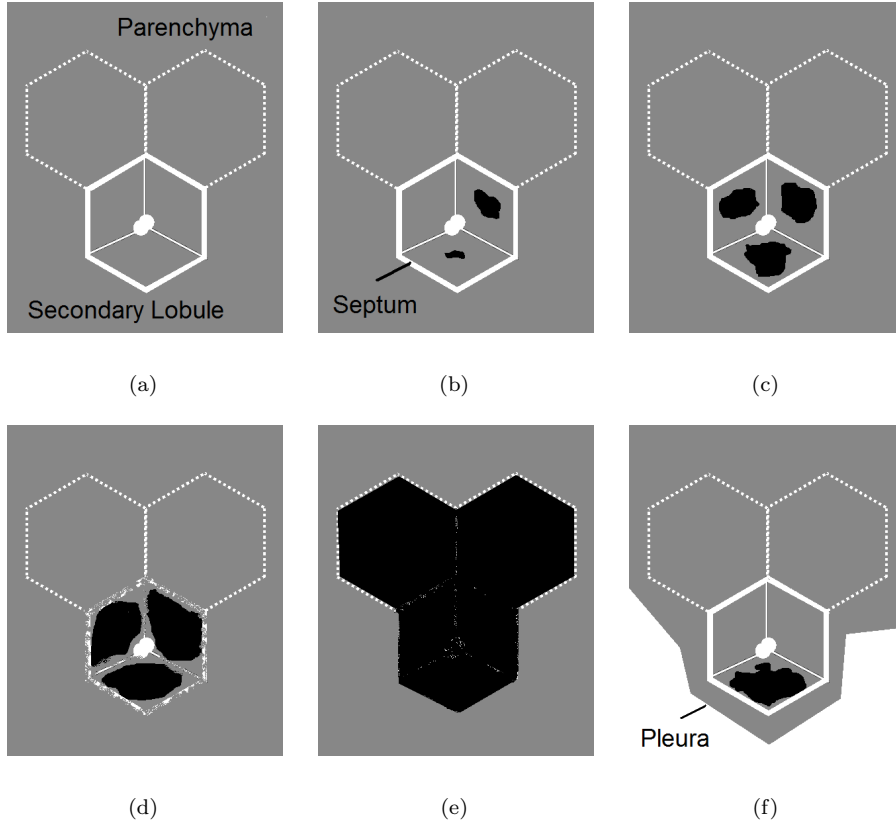 Parenchyma
Secondary Lobule
Septum
(a)
(b)
(c)
Pleura
(d)
(e)
(f)